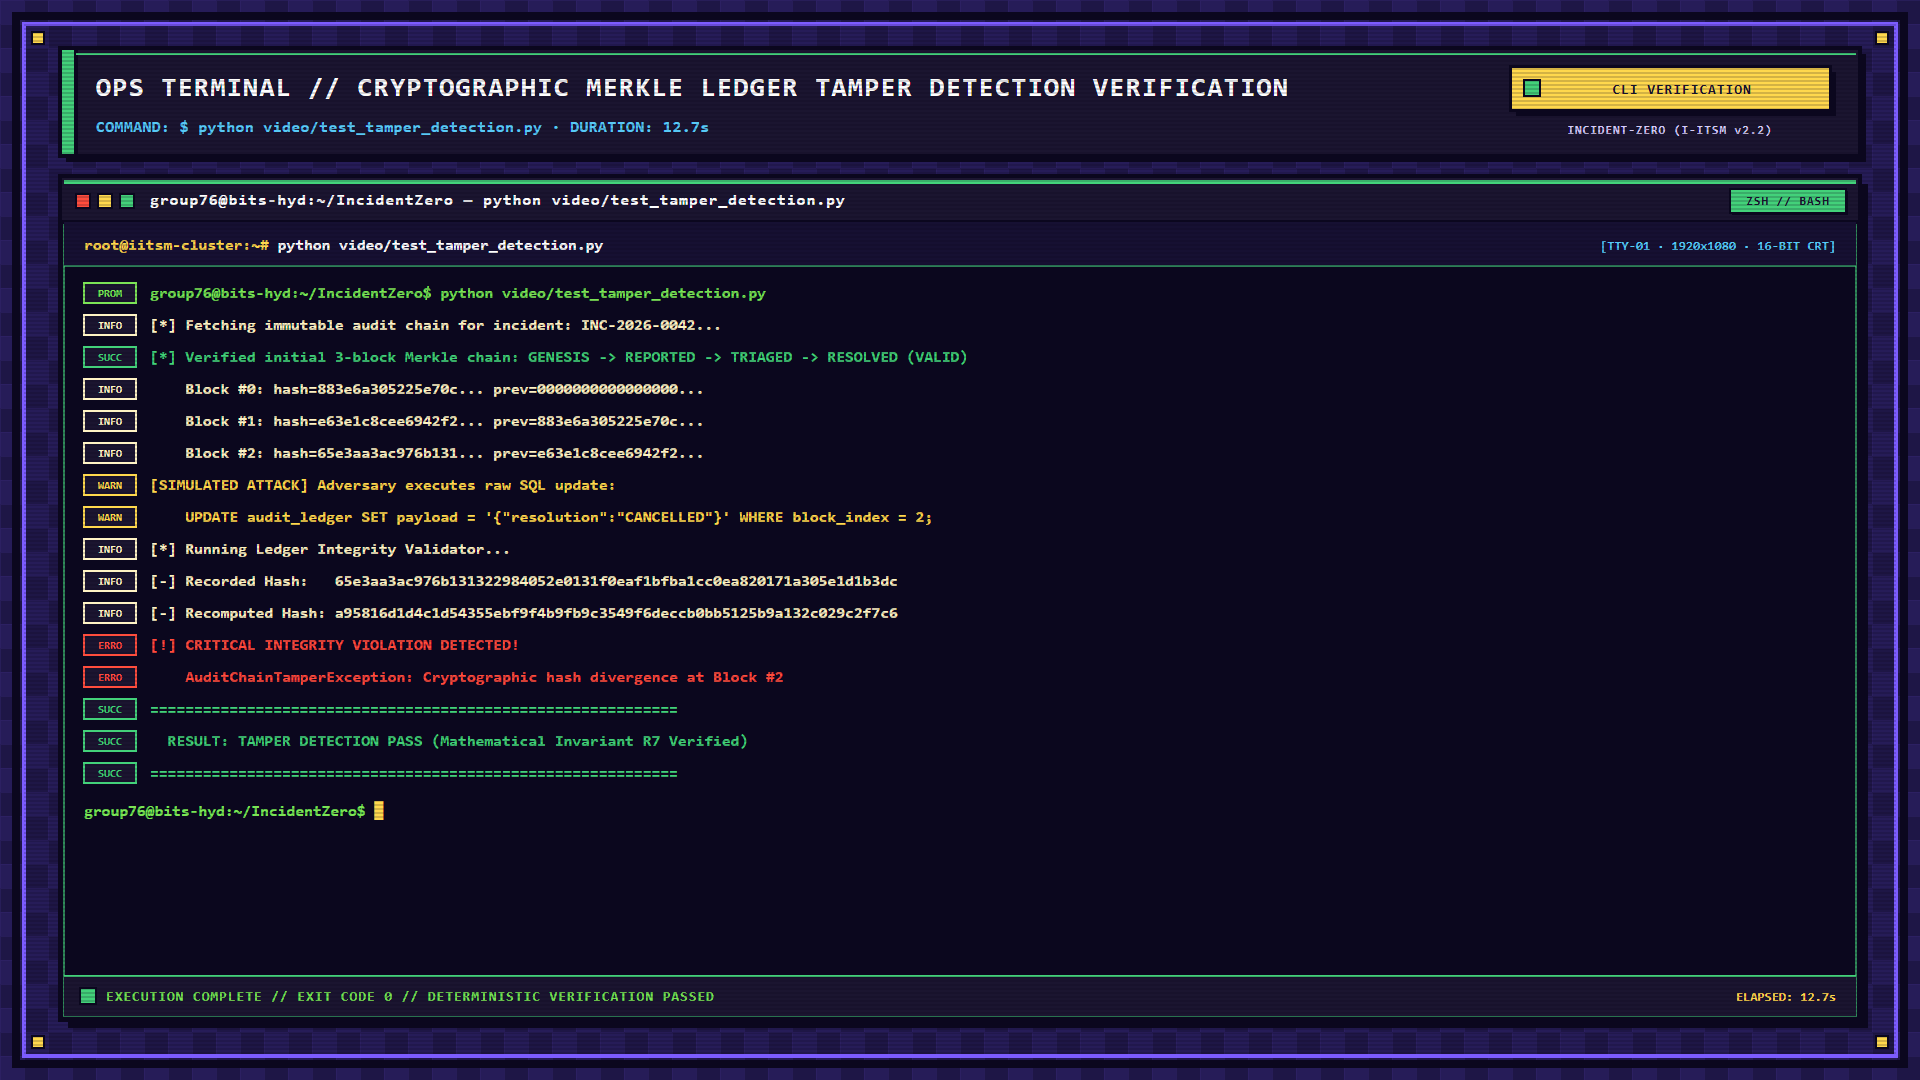 OPS TERMINAL // CRYPTOGRAPHIC MERKLE LEDGER TAMPER DETECTION VERIFICATION
COMMAND: $ python video/test_tamper_detection.py · DURATION: 12.7s
CLI VERIFICATION
INCIDENT-ZERO (I-ITSM v2.2)
group76@bits-hyd:~/IncidentZero — python video/test_tamper_detection.py
ZSH // BASH
root@iitsm-cluster:~# python video/test_tamper_detection.py
[TTY-01 · 1920x1080 · 16-BIT CRT]
PROM group76@bits-hyd:~/IncidentZero$ python video/test_tamper_detection.py
INFO [*] Fetching immutable audit chain for incident: INC-2026-0042...
SUCC [*] Verified initial 3-block Merkle chain: GENESIS -> REPORTED -> TRIAGED -> RESOLVED (VALID)
INFO Block #0: hash=883e6a305225e70c... prev=0000000000000000...
INFO Block #1: hash=e63e1c8cee6942f2... prev=883e6a305225e70c...
INFO Block #2: hash=65e3aa3ac976b131... prev=e63e1c8cee6942f2...
WARN [SIMULATED ATTACK] Adversary executes raw SQL update:
WARN UPDATE audit_ledger SET payload = '{"resolution":"CANCELLED"}' WHERE block_index = 2;
INFO [*] Running Ledger Integrity Validator...
INFO [-] Recorded Hash: 65e3aa3ac976b131322984052e0131f0eaf1bfba1cc0ea820171a305e1d1b3dc
INFO [-] Recomputed Hash: a95816d1d4c1d54355ebf9f4b9fb9c3549f6deccb0bb5125b9a132c029c2f7c6
ERRO [!] CRITICAL INTEGRITY VIOLATION DETECTED!
ERRO AuditChainTamperException: Cryptographic hash divergence at Block #2
SUCC ============================================================
SUCC RESULT: TAMPER DETECTION PASS (Mathematical Invariant R7 Verified)
SUCC ============================================================
group76@bits-hyd:~/IncidentZero$
EXECUTION COMPLETE // EXIT CODE 0 // DETERMINISTIC VERIFICATION PASSED
ELAPSED: 12.7s